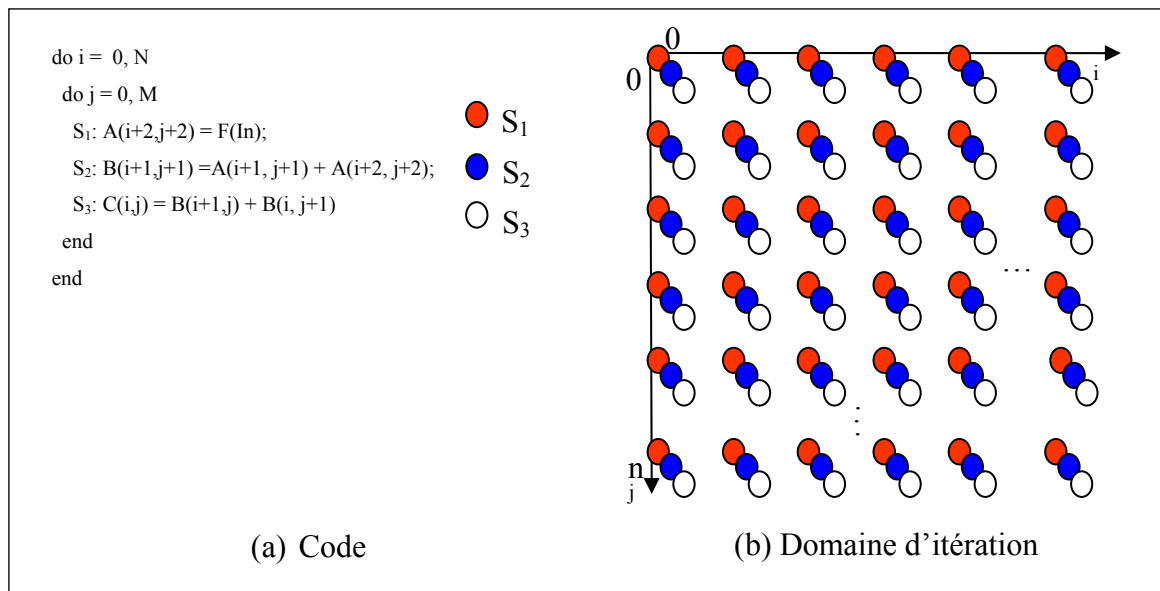 do i = 0, N
do j = 0, M
S₁: A(i+2,j+2) = F(In);
S₂: B(i+1,j+1) =A(i+1, j+1) + A(i+2, j+2);
S₃: C(i,j) = B(i+1,j) + B(i, j+1)
end
end
S₁
S₂
S₃
(a) Code
0
0
i
...
...
n
j
(b) Domaine d'itération